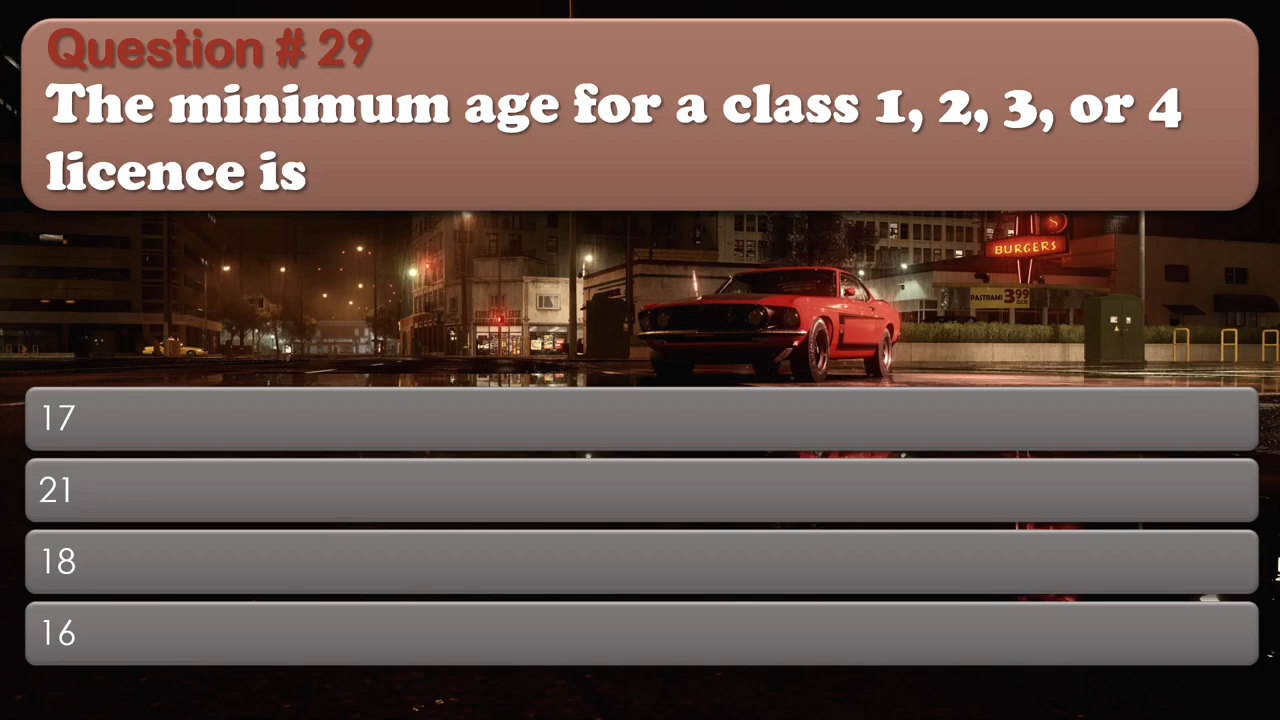 Question # 29
The minimum age for a class 1, 2, 3, or 4
licence is
S
BURGERS
PASTRAMI 3.99
17
21
18
16